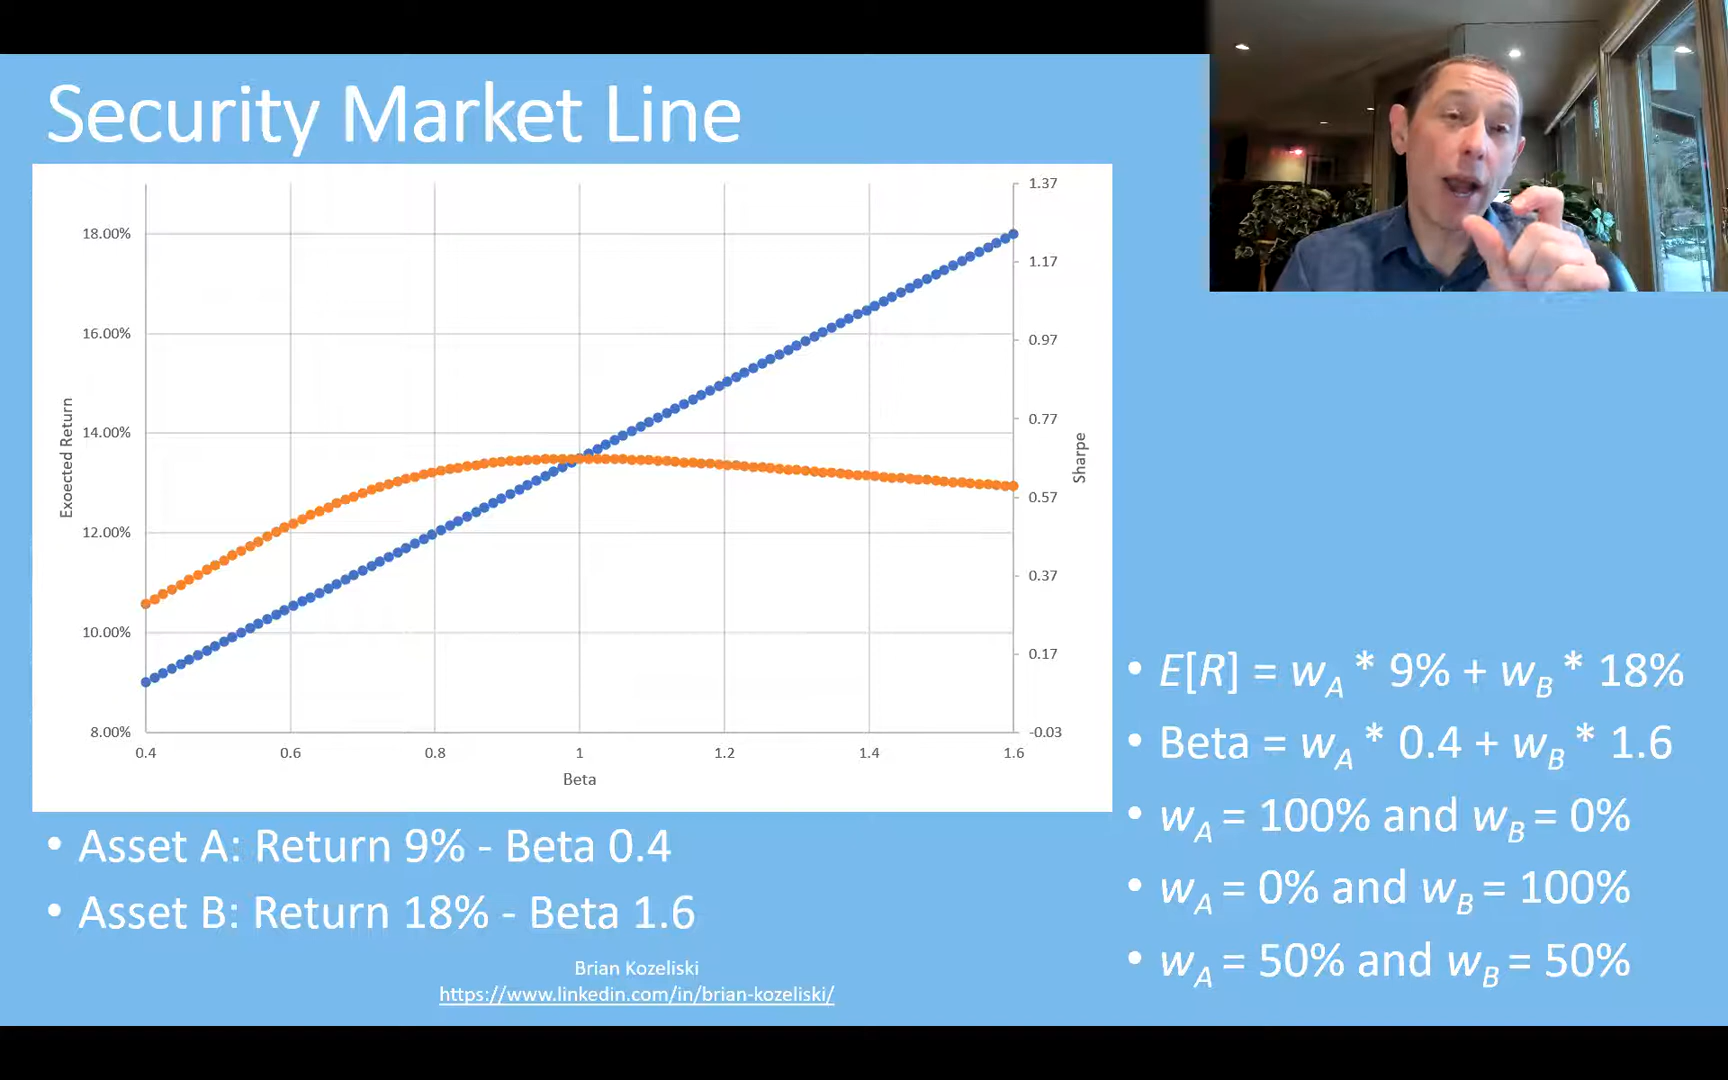 Security Market Line
18.00%
16.00%
14.00%
12.00%
10.00%
8.00%
Exoected Return
1.37
1.17
0.97
0.77
0.57
0.37
0.17
-0.03
Sharpe
0.4 0.6 0.8 1 1.2 1.4 1.6
Beta
• Asset A: Return 9% - Beta 0.4
• Asset B: Return 18% - Beta 1.6
• E[R] = wA * 9% + wB * 18%
• Beta = wA * 0.4 + wB * 1.6
• wA = 100% and wB = 0%
• wA = 0% and wB = 100%
• wA = 50% and wB = 50%
Brian Kozeliski
https://www.linkedin.com/in/brian-kozeliski/